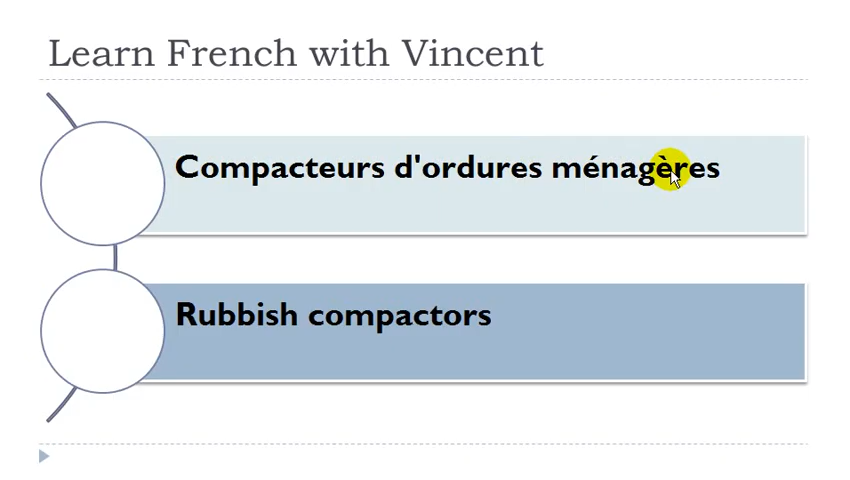 Learn French with Vincent
Compacteurs d'ordures ménagères
Rubbish compactors